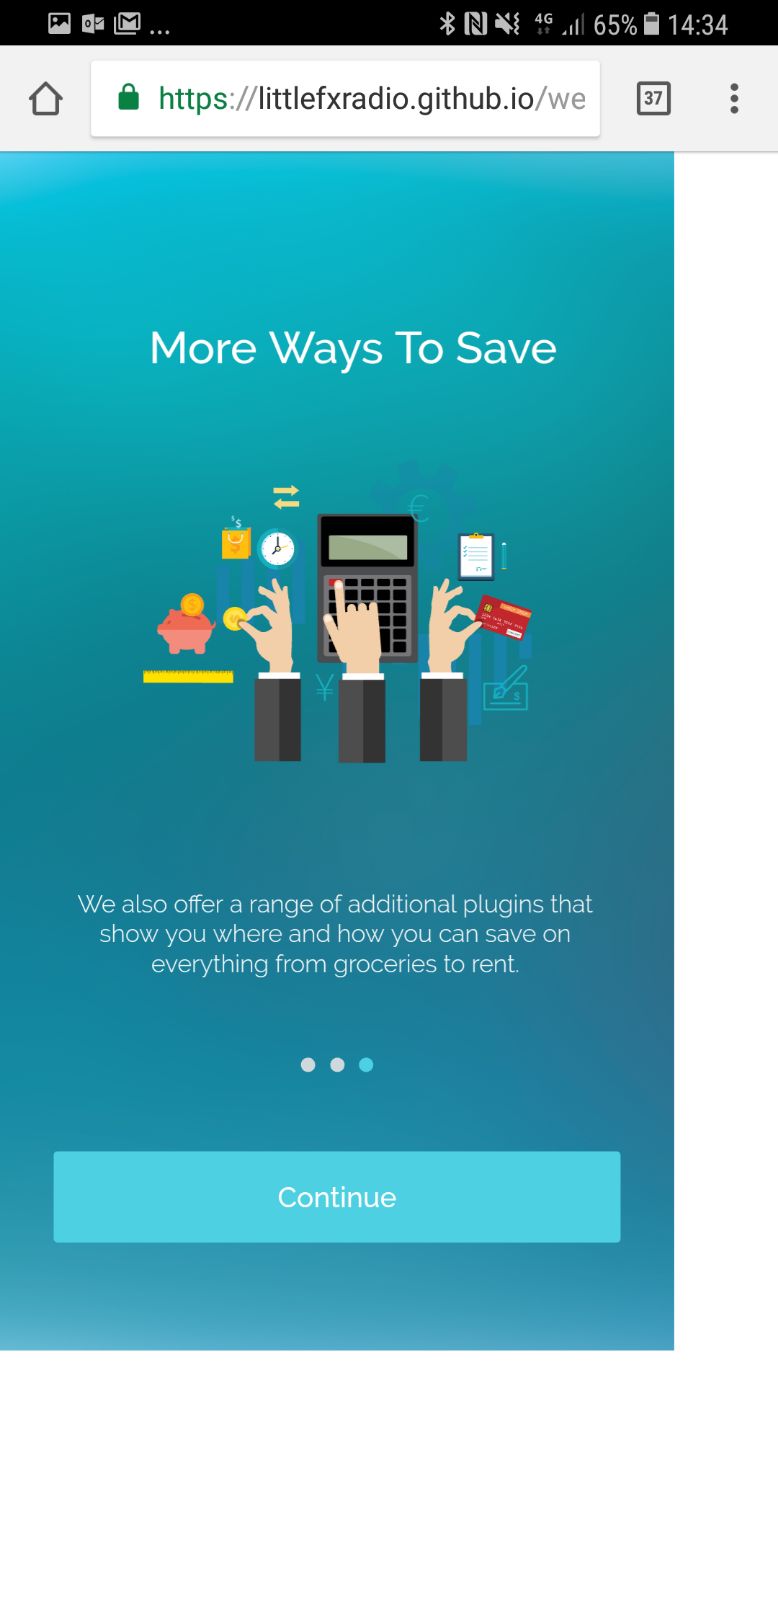 4G 65% 14:34
https://littlefxradio.github.io/we
37
More Ways To Save
We also offer a range of additional plugins that
show you where and how you can save on
everything from groceries to rent.
Continue